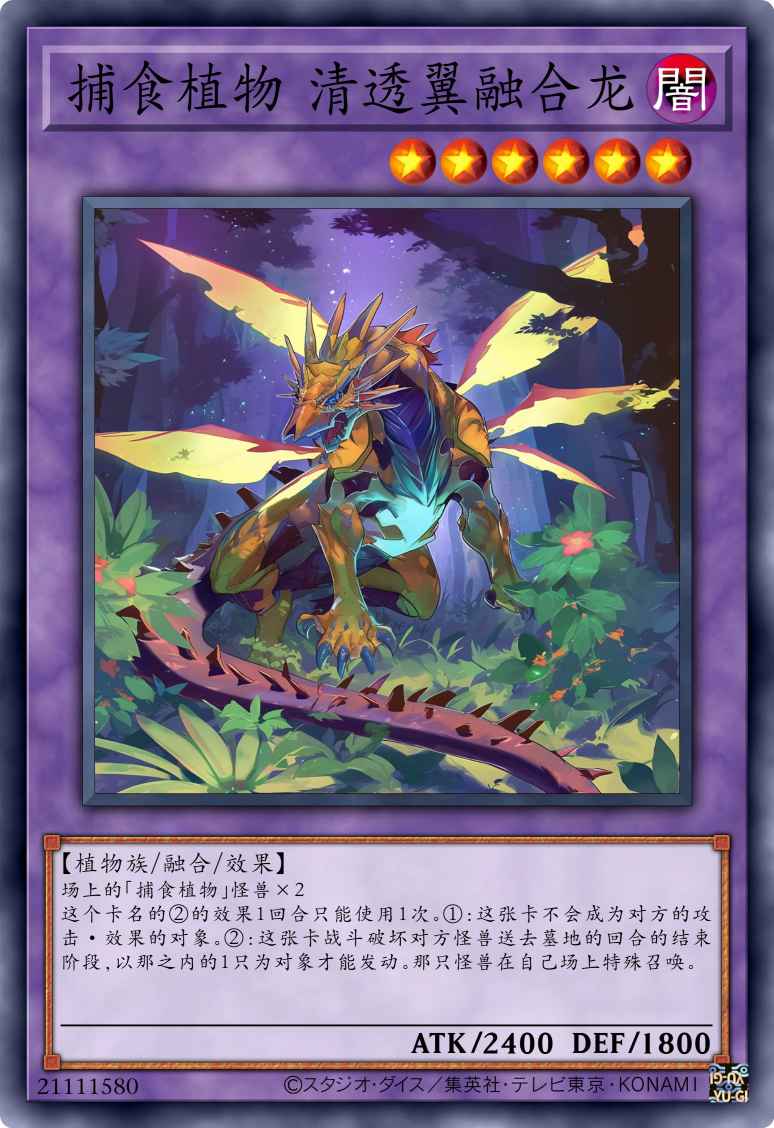 捕食植物 清透翼融合龙
闇
【植物族/融合/效果】
场上的「捕食植物」怪兽×2
这个卡名的②的效果1回合只能使用1次。①:这张卡不会成为对方的攻
击·效果的对象。②:这张卡战斗破坏对方怪兽送去墓地的回合的结束
阶段,以那之内的1只为对象才能发动。那只怪兽在自己场上特殊召唤。
ATK/2400 DEF/1800
21111580 ©スタジオ·ダイス/集英社·テレビ東京·KONAMI